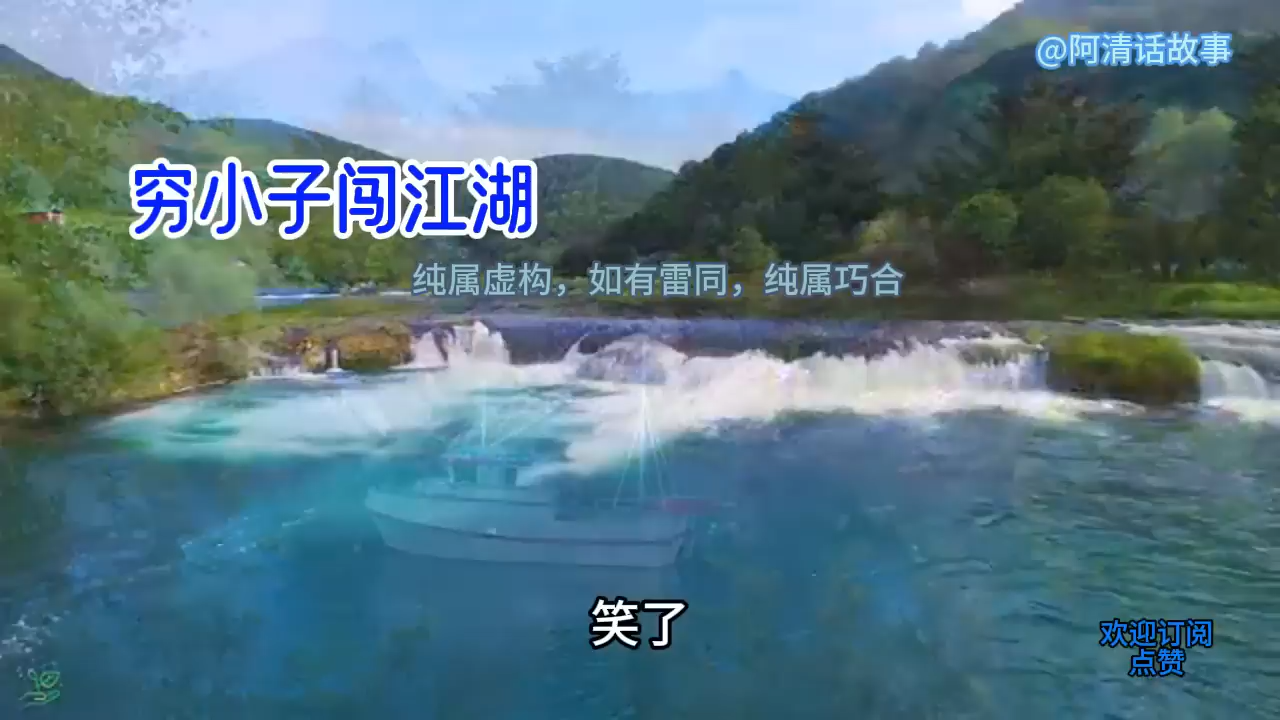 @阿清话故事
穷小子闯江湖
纯属虚构，如有雷同，纯属巧合
笑了
欢迎订阅
点赞